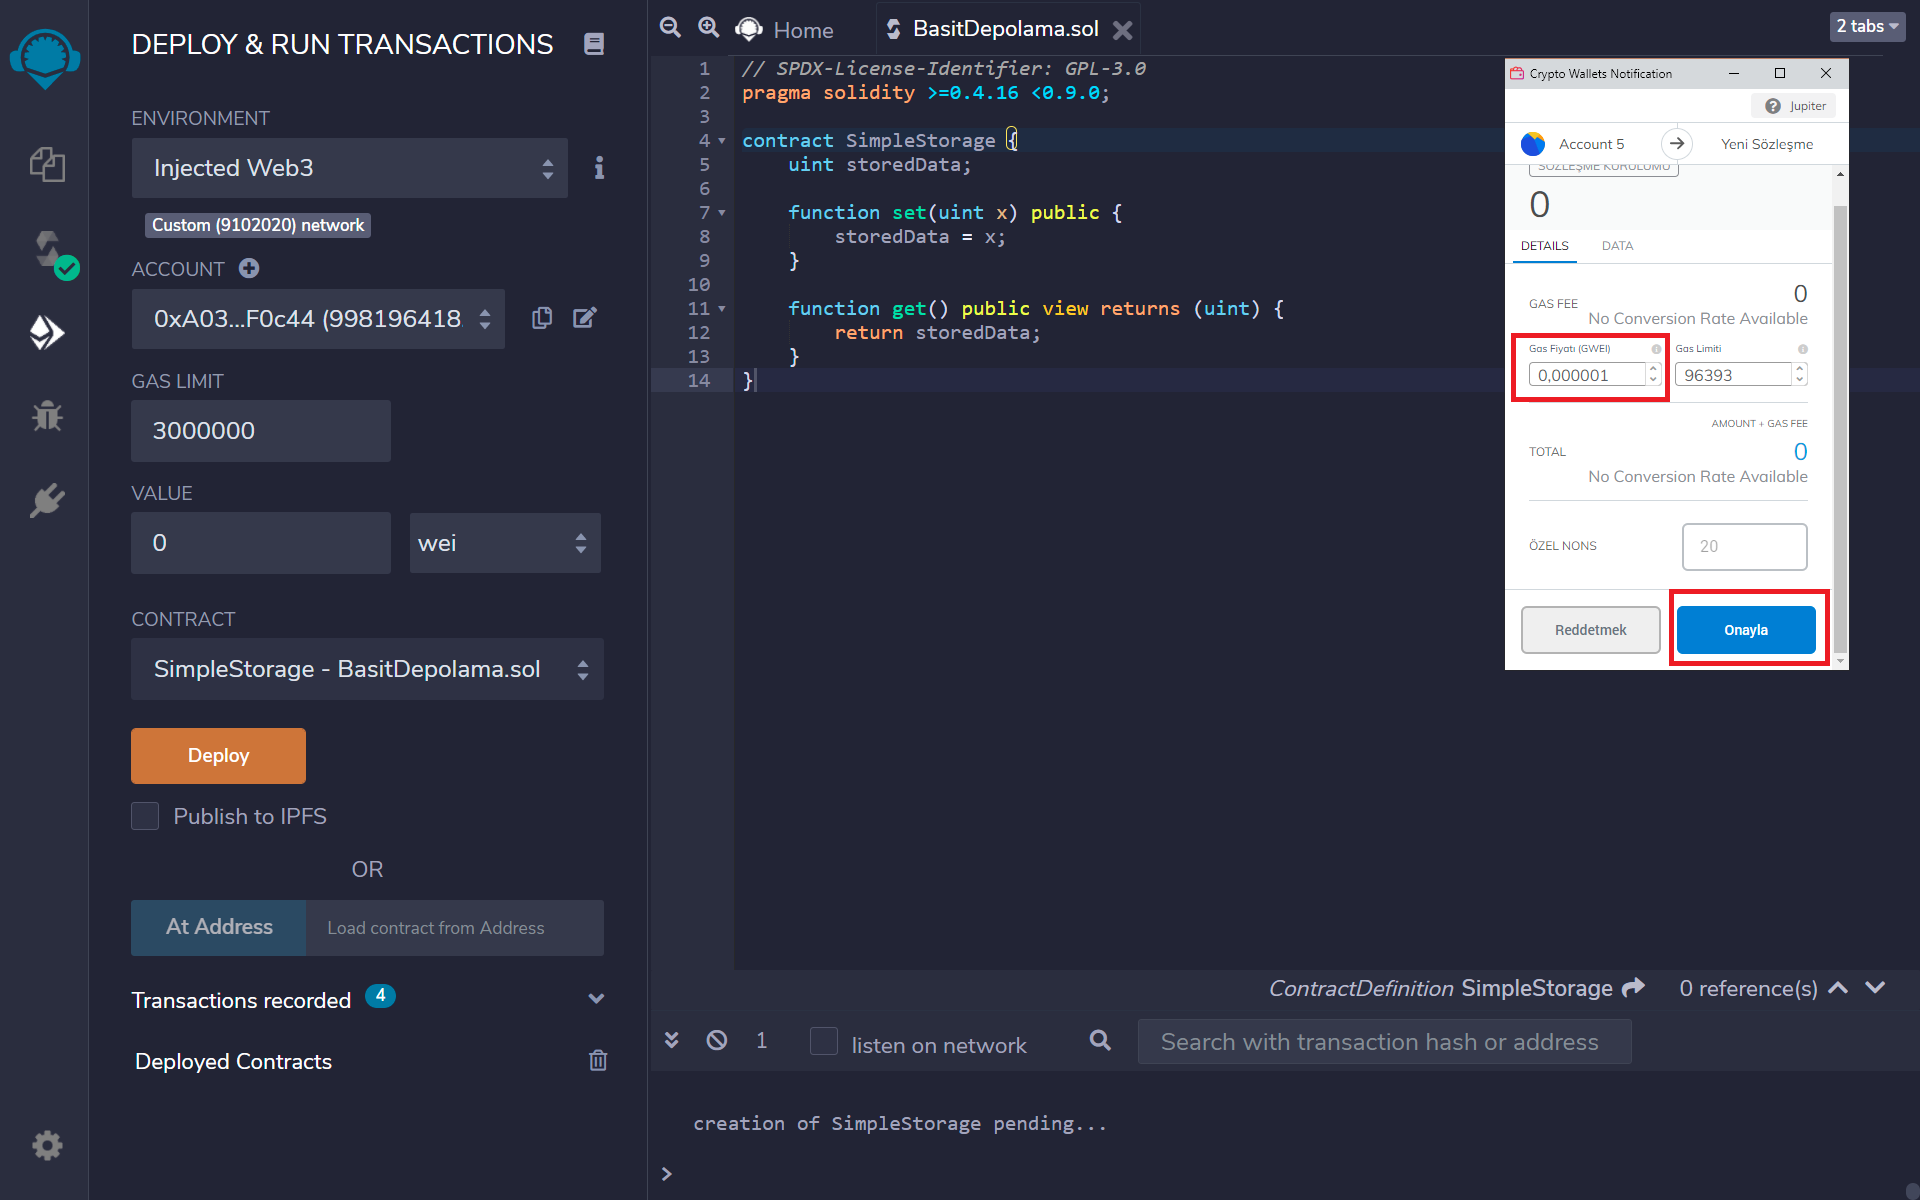 DEPLOY & RUN TRANSACTIONS
ENVIRONMENT
Injected Web3
Custom (9102020) network
ACCOUNT
0xA03...F0c44 (998196418
GAS LIMIT
3000000
VALUE
0
wei
CONTRACT
SimpleStorage - BasitDepolama.sol
Deploy
Publish to IPFS
OR
At Address
Load contract from Address
Transactions recorded 4
Deployed Contracts
Home
BasitDepolama.sol
2 tabs
1 // SPDX-License-Identifier: GPL-3.0
2 pragma solidity >=0.4.16 <0.9.0;
3
4 contract SimpleStorage {
5 uint storedData;
6
7 function set(uint x) public {
8 storedData = x;
9 }
10
11 function get() public view returns (uint) {
12 return storedData;
13 }
14 }
Crypto Wallets Notification
Jupiter
Account 5
Yeni Sözleşme
SÖZLEŞME KURULUMU
0
DETAILS
DATA
GAS FEE
0
No Conversion Rate Available
Gas Fiyatı (GWEI)
Gas Limiti
0,000001
96393
AMOUNT + GAS FEE
TOTAL
0
No Conversion Rate Available
ÖZEL NONS
20
Reddetmek
Onayla
ContractDefinition SimpleStorage
0 reference(s)
1
listen on network
Search with transaction hash or address
creation of SimpleStorage pending...
>